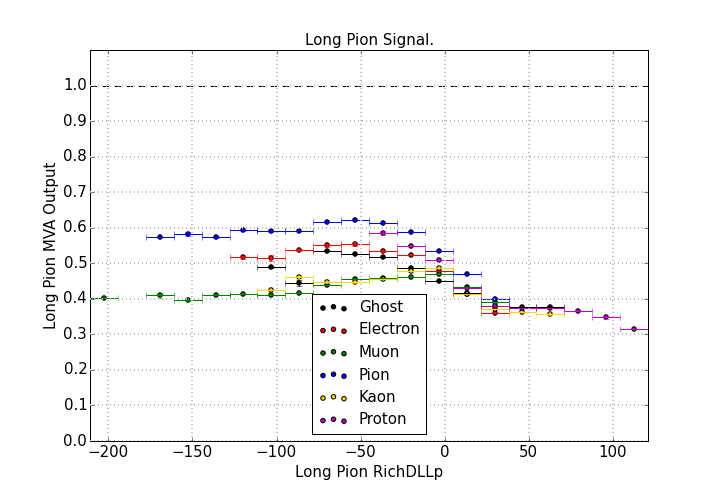 Long Pion Signal.
Long Pion MVA Output
1.0
0.9
0.8
0.7
0.6
0.5
0.4
0.3
0.2
0.1
0.0
Ghost
Electron
Muon
Pion
Kaon
Proton
−200 −150 −100 −50 0 50 100
Long Pion RichDLLp